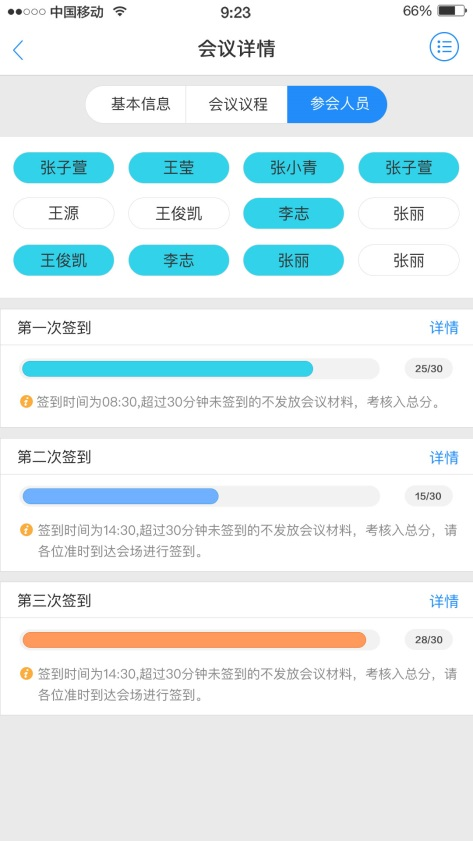 中国移动 9:23 66%
会议详情
基本信息 会议议程 参会人员
张子萱 王莹 张小青 张子萱
王源 王俊凯 李志 张丽
王俊凯 李志 张丽 张丽
第一次签到 详情
25/30
签到时间为08:30,超过30分钟未签到的不发放会议材料，考核入总分。
第二次签到 详情
15/30
签到时间为14:30,超过30分钟未签到的不发放会议材料，考核入总分，请
各位准时到达会场进行签到。
第三次签到 详情
28/30
签到时间为14:30,超过30分钟未签到的不发放会议材料，考核入总分，请
各位准时到达会场进行签到。